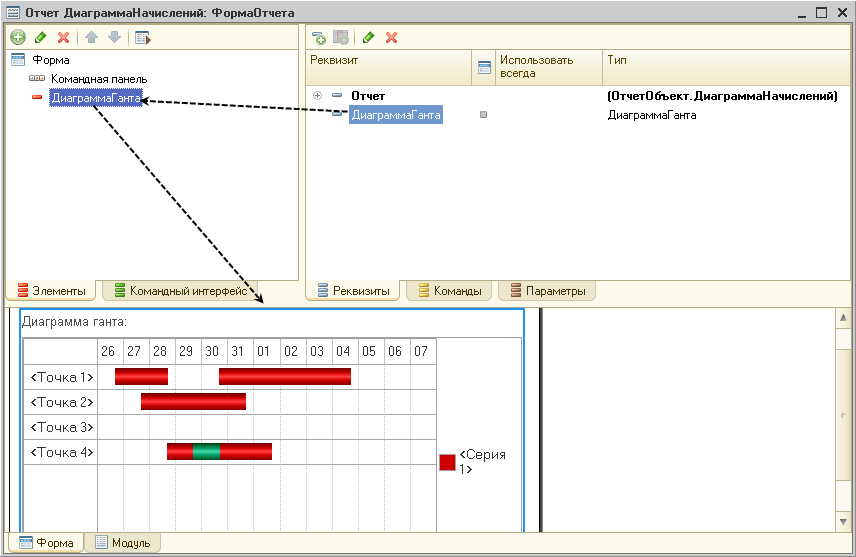 Отчет ДиаграммаНачислений: ФормаОтчета
Форма
Командная панель
ДиаграммаГанта
Элементы
Командный интерфейс
Реквизит
Использовать всегда
Тип
Отчет
(ОтчетОбъект.ДиаграммаНачислений)
ДиаграммаГанта
ДиаграммаГанта
Реквизиты
Команды
Параметры
Диаграмма ганта:
26 27 28 29 30 31 01 02 03 04 05 06 07
<Точка 1>
<Точка 2>
<Точка 3>
<Точка 4>
<Серия
1>
Форма
Модуль